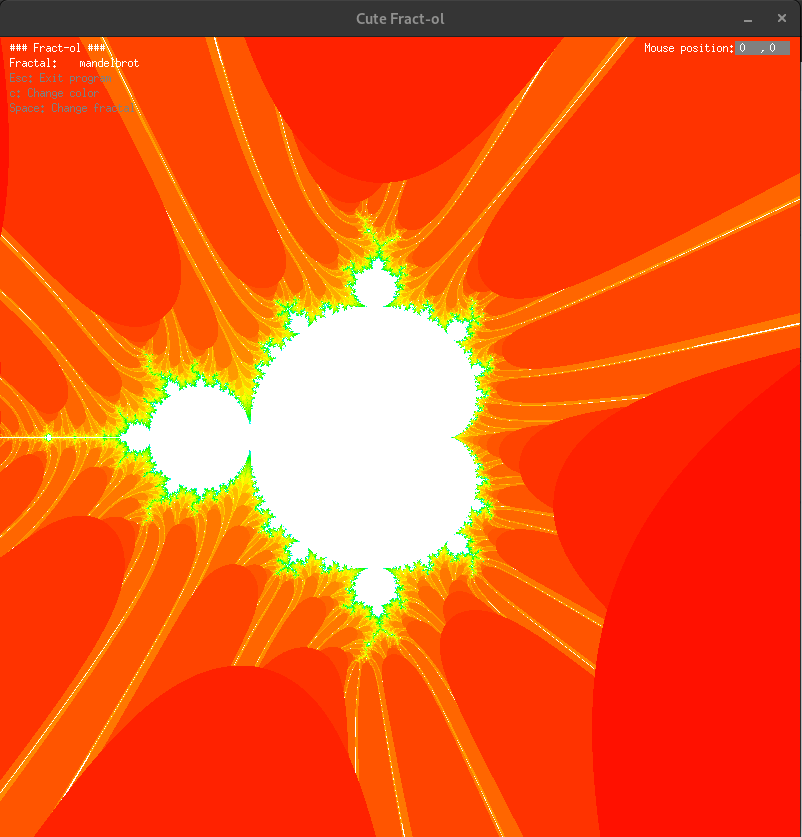 Cute Fract-ol
### Fract-ol ###
Mouse position: 0 ,0
Fractal: mandelbrot
Esc: Exit program
c: Change color
Space: Change fractal